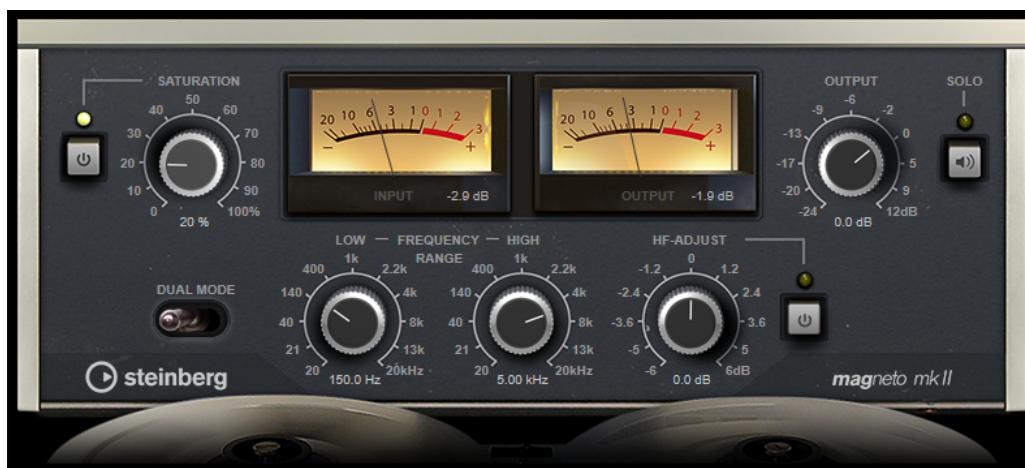 SATURATION
0 10 20 30 40 50 60 70 80 90 100%
20 %
20 10 6 3 1 0 1 2 3
- +
INPUT -2.9 dB
20 10 6 3 1 0 1 2 3
- +
OUTPUT -1.9 dB
OUTPUT
-24 -20 -17 -13 -9 -6 -2 0 5 9 12dB
0.0 dB
SOLO
DUAL MODE
LOW — FREQUENCY RANGE — HIGH
20 21 40 140 400 1k 2.2k 4k 8k 13k 20kHz
150.0 Hz
20 21 40 140 400 1k 2.2k 4k 8k 13k 20kHz
5.00 kHz
HF-ADJUST
-6 -5 -3.6 -2.4 -1.2 0 1.2 2.4 3.6 5 6dB
0.0 dB
steinberg
magneto mkII